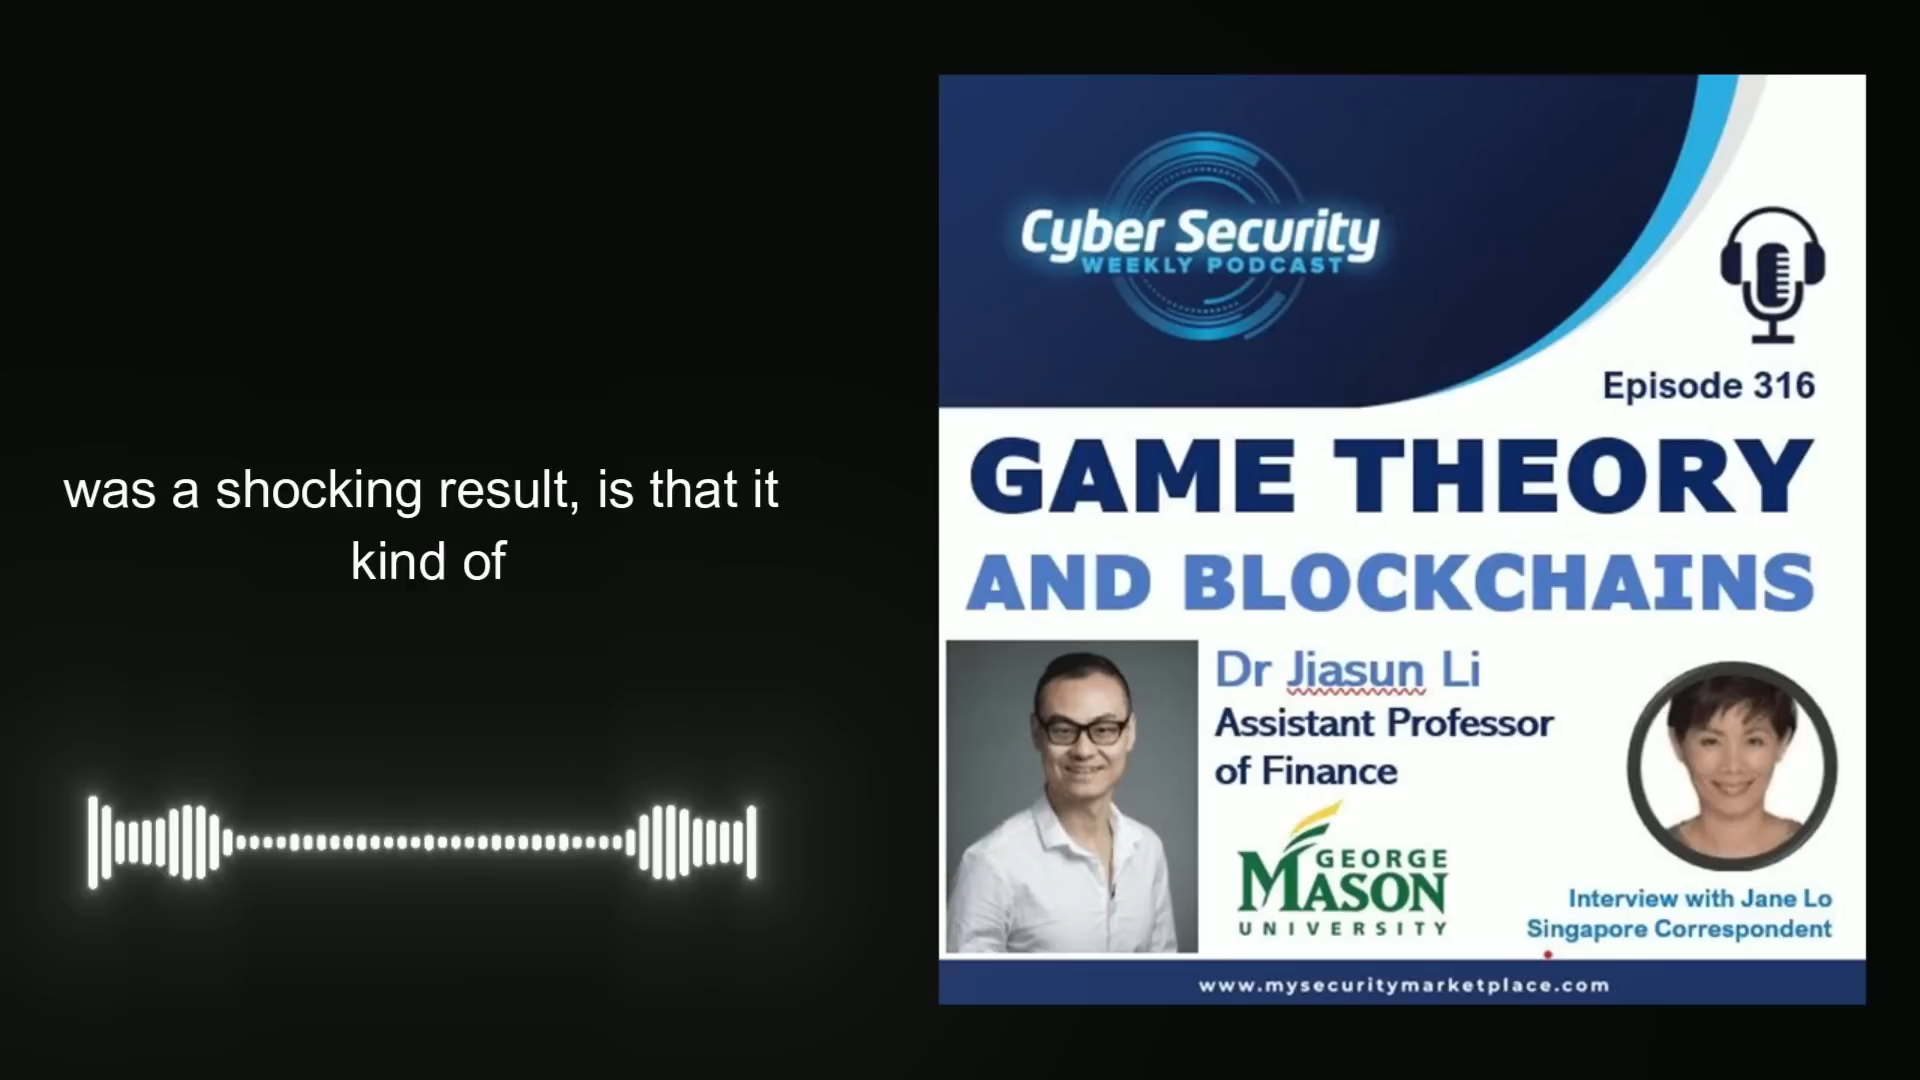 was a shocking result, is that it
kind of
Cyber Security
WEEKLY PODCAST
Episode 316
GAME THEORY
AND BLOCKCHAINS
Dr Jiasun Li
Assistant Professor
of Finance
GEORGE
MASON
UNIVERSITY
Interview with Jane Lo
Singapore Correspondent
www.mysecuritymarketplace.com